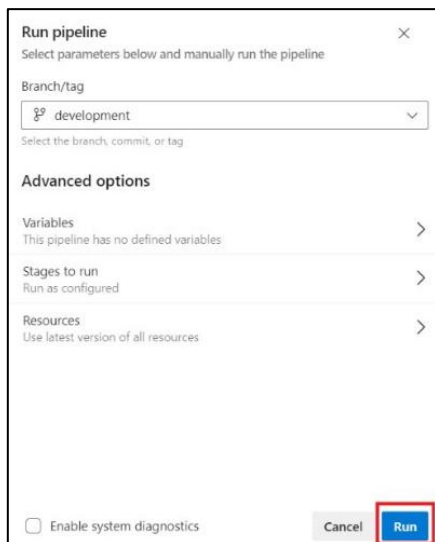 Run pipeline
Select parameters below and manually run the pipeline
Branch/tag
development
Select the branch, commit, or tag
Advanced options
Variables
This pipeline has no defined variables
Stages to run
Run as configured
Resources
Use latest version of all resources
Enable system diagnostics Cancel Run